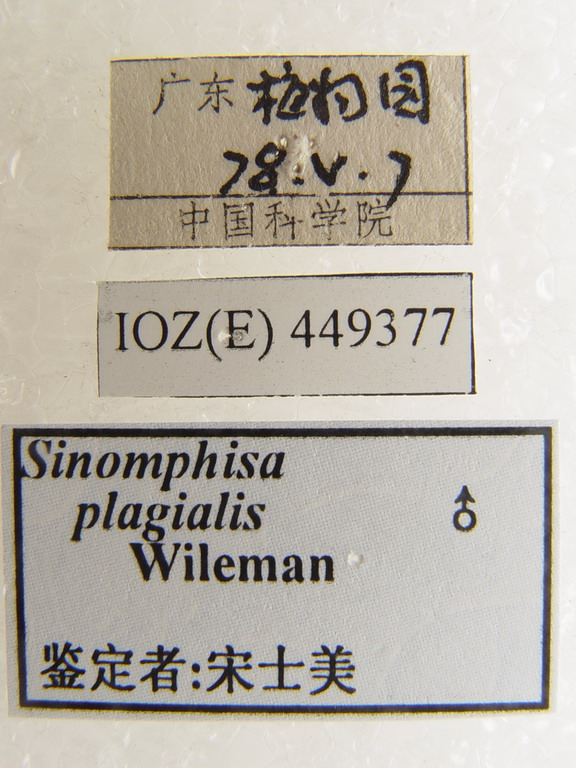 广东 植物园
78.V.7
中国科学院
IOZ(E) 449377
Sinomphisa
plagialis ♂
Wileman
鉴定者:宋士美